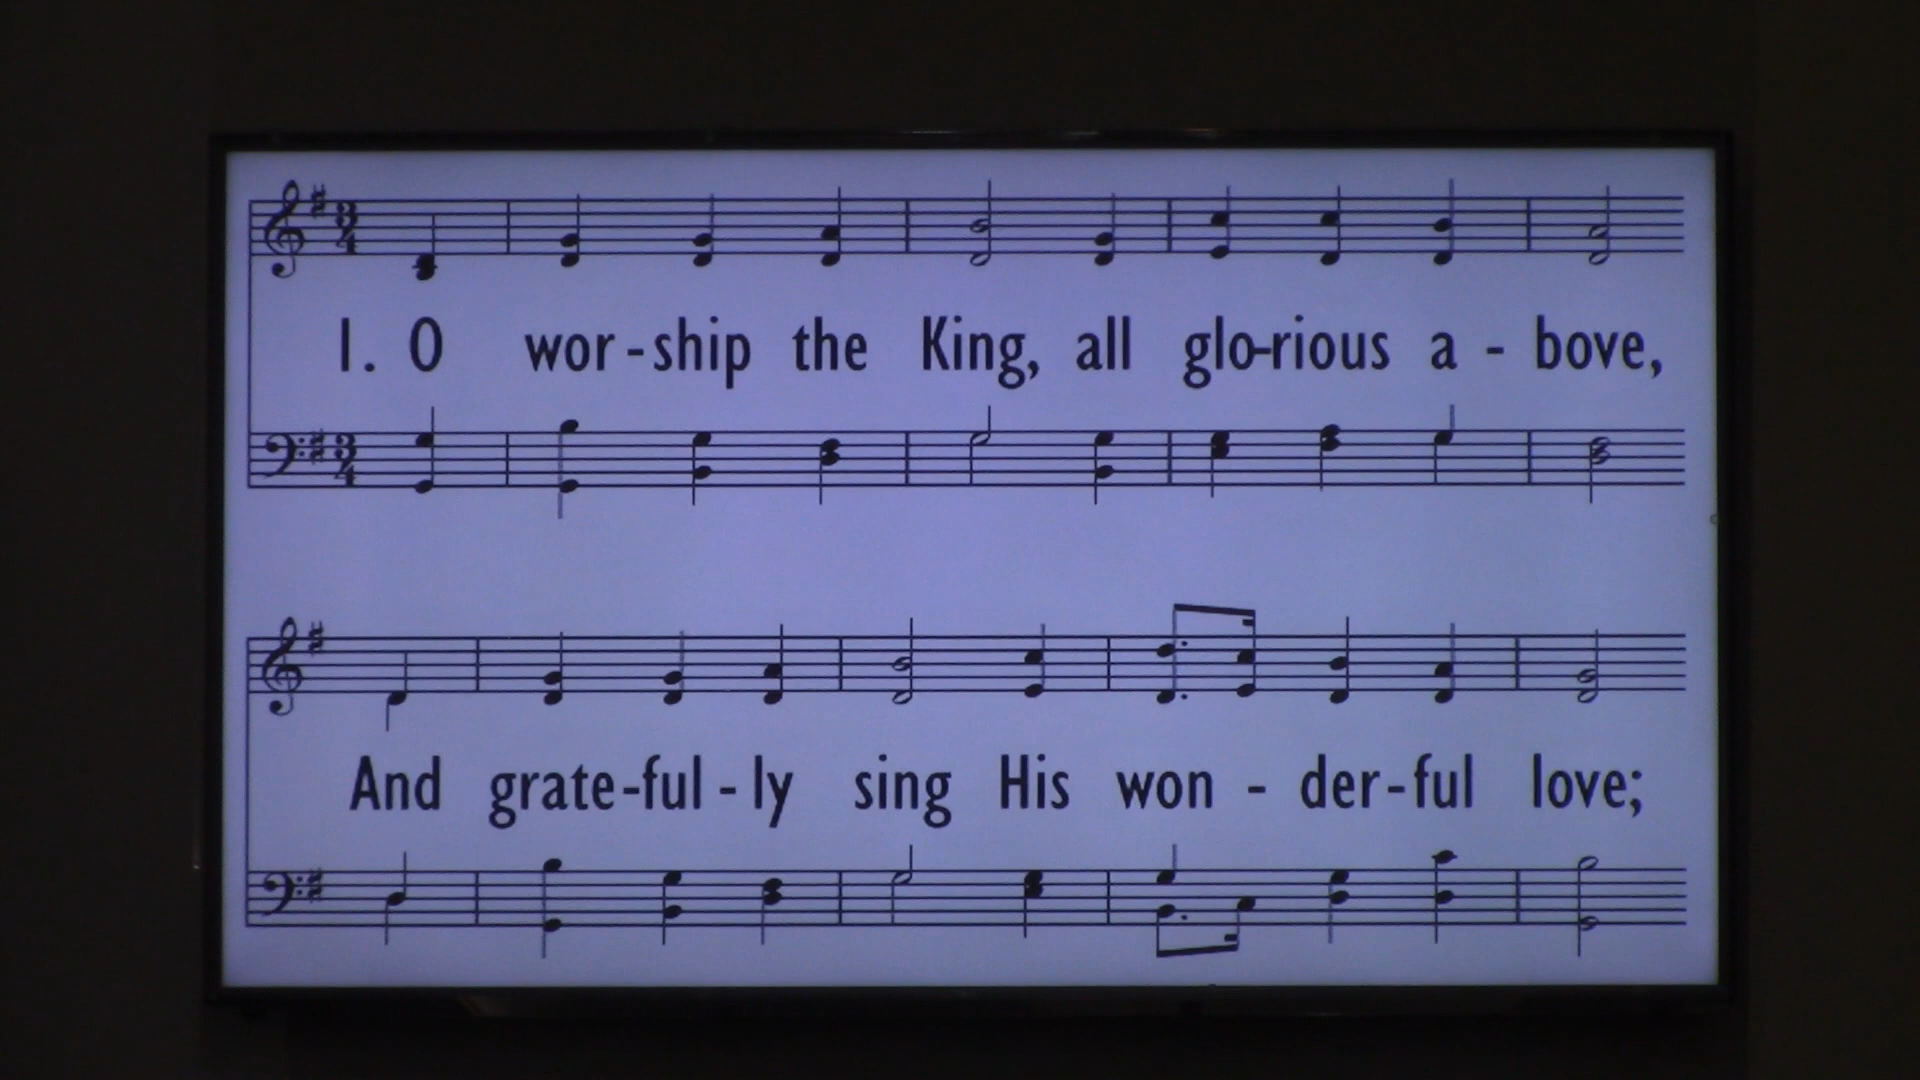 1. O wor-ship the King, all glo-rious a - bove,
And grate-ful-ly sing His won - der-ful love;